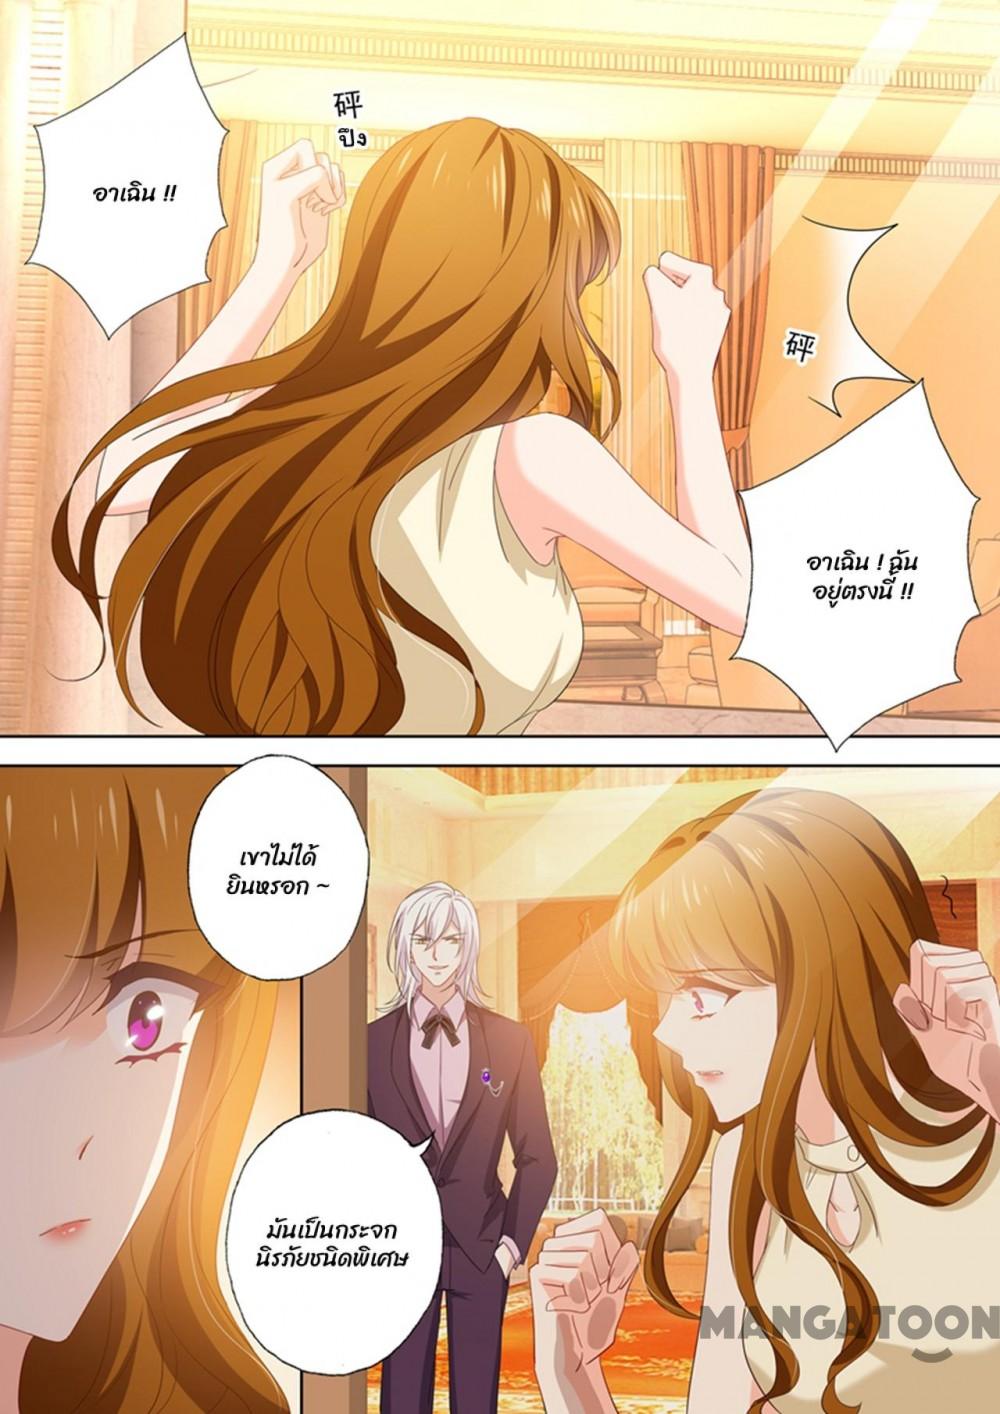 砰
ปึง
อาเฉิน !!
砰
อาเฉิน ! ฉัน
อยู่ตรงนี้ !!
เขาไม่ได้
ยินหรอก ~
มันเป็นกระจก
นิรภัยชนิดพิเศษ
MANGATOON